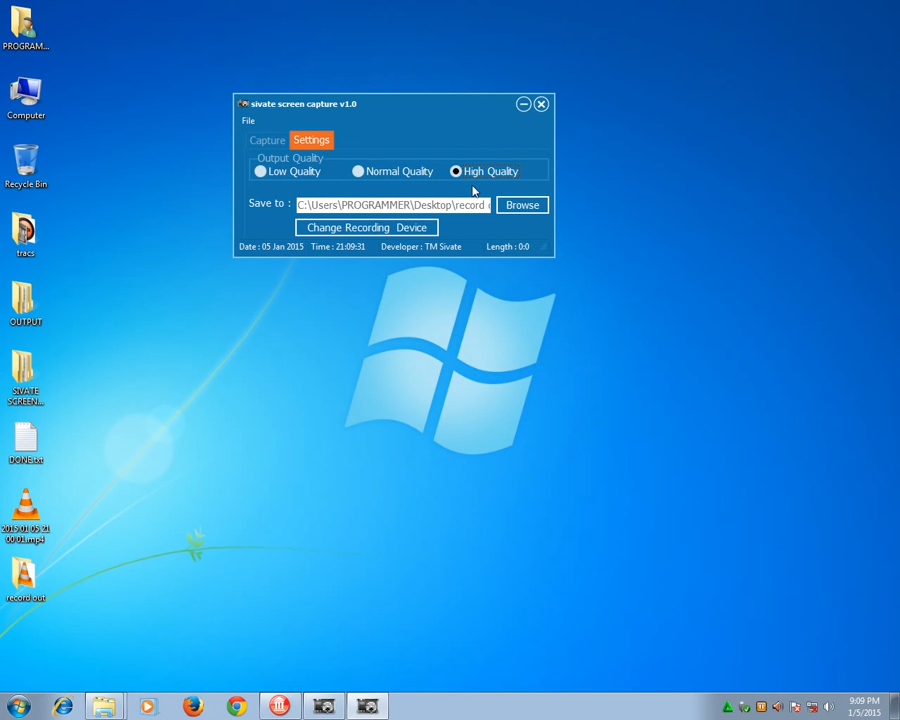 PROGRAM...
Computer
Recycle Bin
tracs
OUTPUT
SIVATE
SCREEN...
DONE.txt
2015 01 05 21
00 01.mp4
record out
sivate screen capture v1.0
File
Capture Settings
Output Quality
Low Quality Normal Quality High Quality
Save to : C:\Users\PROGRAMMER\Desktop\record Browse
Change Recording Device
Date : 05 Jan 2015 Time : 21:09:31 Developer : TM Sivate Length : 0:0
9:09 PM
1/5/2015